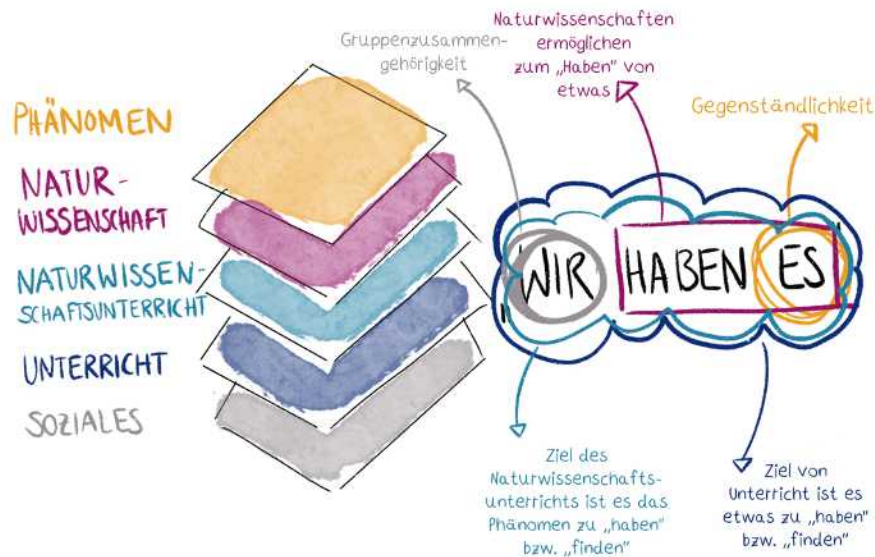 PHÄNOMEN
NATUR-
WISSENSCHAFT
NATURWISSEN-
SCHAFTSUNTERRICHT
UNTERRICHT
SOZIALES
Gruppenzusammen-
gehörigkeit
Naturwissenschaften
ermöglichen
zum „Haben" von
etwas
Gegenständlichkeit
WIR HABEN ES
Ziel des
Naturwissenschafts-
unterrichts ist es das
Phänomen zu „haben"
bzw. „finden"
Ziel von
Unterricht ist es
etwas zu „haben"
bzw. „finden"